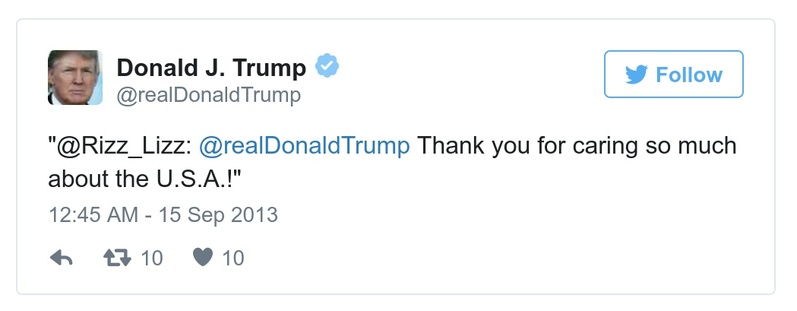 Donald J. Trump
@realDonaldTrump
Follow
"@Rizz_Lizz: @realDonaldTrump Thank you for caring so much
about the U.S.A.!"
12:45 AM - 15 Sep 2013
10 10